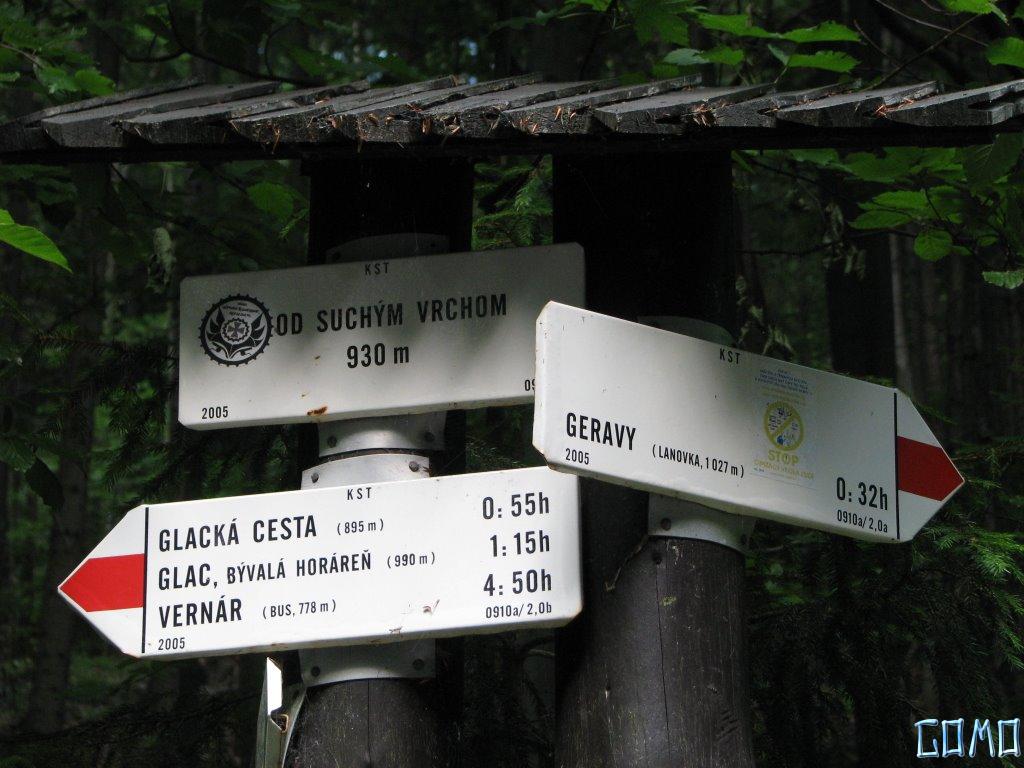 KST
OD SUCHÝM VRCHOM
930 m
2005
KST
GERAVY (LANOVKA, 1 027 m)
0: 32h
2005
0910a/2,0a
STOP
KST
GLACKÁ CESTA (895 m) 0: 55h
GLAC, BÝVALÁ HORÁREŇ (990 m) 1: 15h
VERNÁR (BUS, 778 m) 4: 50h
2005
0910a/2,0b
COMO